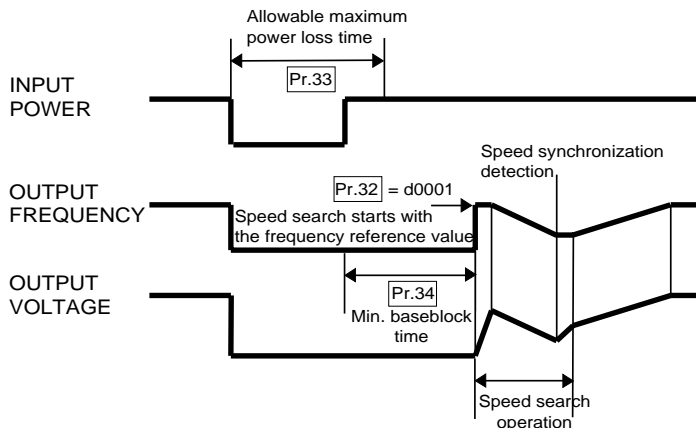 Allowable maximum
power loss time
Pr.33
INPUT
POWER
Speed synchronization
detection
OUTPUT
FREQUENCY
Pr.32 = d0001
Speed search starts with
the frequency reference value
OUTPUT
VOLTAGE
Pr.34
Min. baseblock
time
Speed search
operation